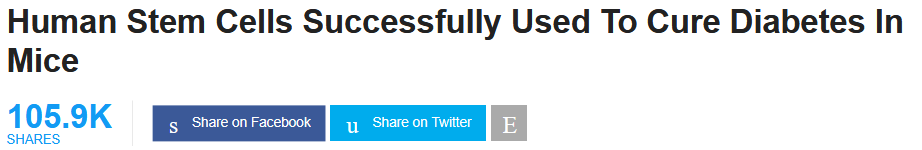 Human Stem Cells Successfully Used To Cure Diabetes In
Mice
105.9K
SHARES
s Share on Facebook
u Share on Twitter
E